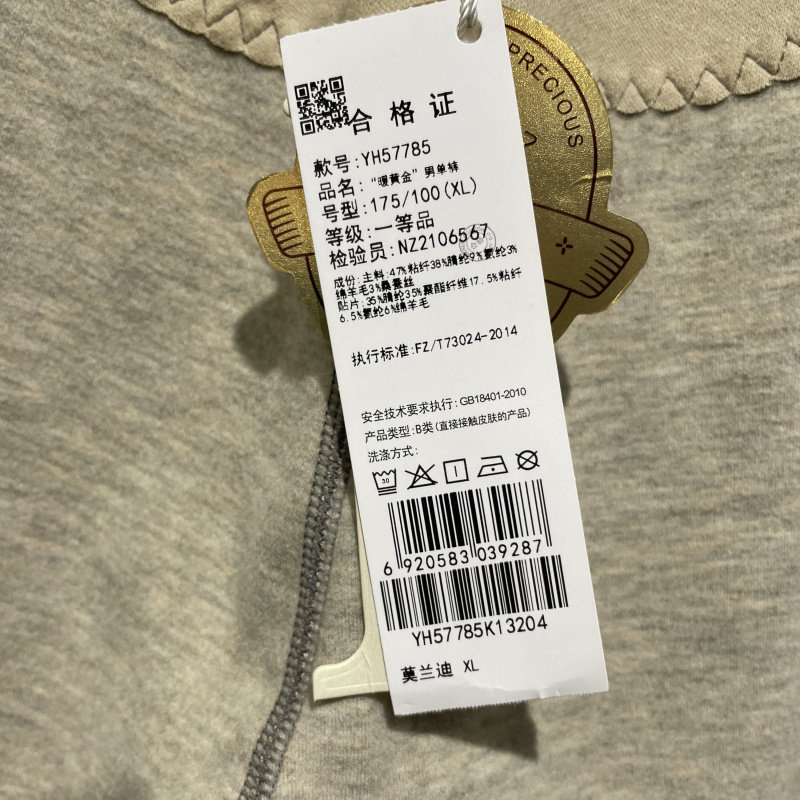 PRECIOUS
合格证
款号:YH57785
品名:“暖黄金”男单裤
号型:175/100(XL)
等级:一等品
检验员:NZ2106567
成份:主料:47%粘纤38%腈纶9%氨纶3%
绵羊毛3%桑蚕丝
贴片:35%腈纶35%聚酯纤维17.5%粘纤
6.5%氨纶6%绵羊毛
执行标准:FZ/T73024-2014
安全技术要求执行:GB18401-2010
产品类型:B类(直接接触皮肤的产品)
洗涤方式:
30
6 920583 039287
YH57785K13204
莫兰迪 XL